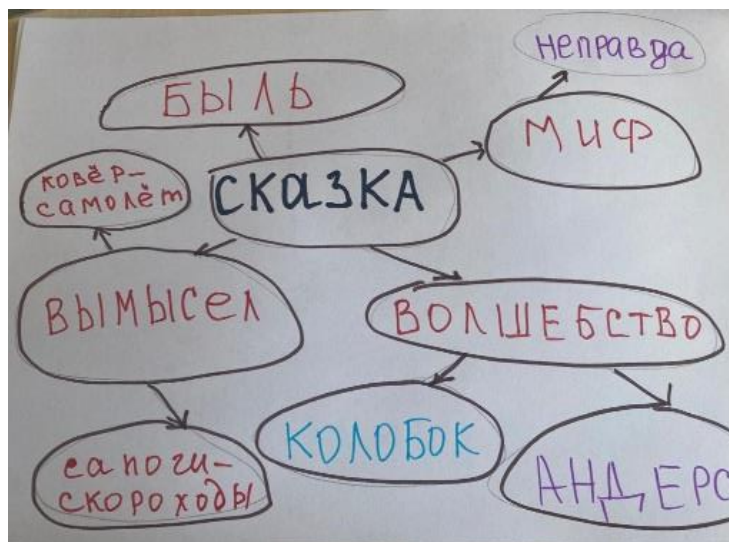 неправда
БЫЛЬ
МИФ
ковёр-
самолёт
СКАЗКА
ВЫМЫСЕЛ
ВОЛШЕБСТВО
КОЛОБОК
сапоги-
скороходы
АНДЕРС